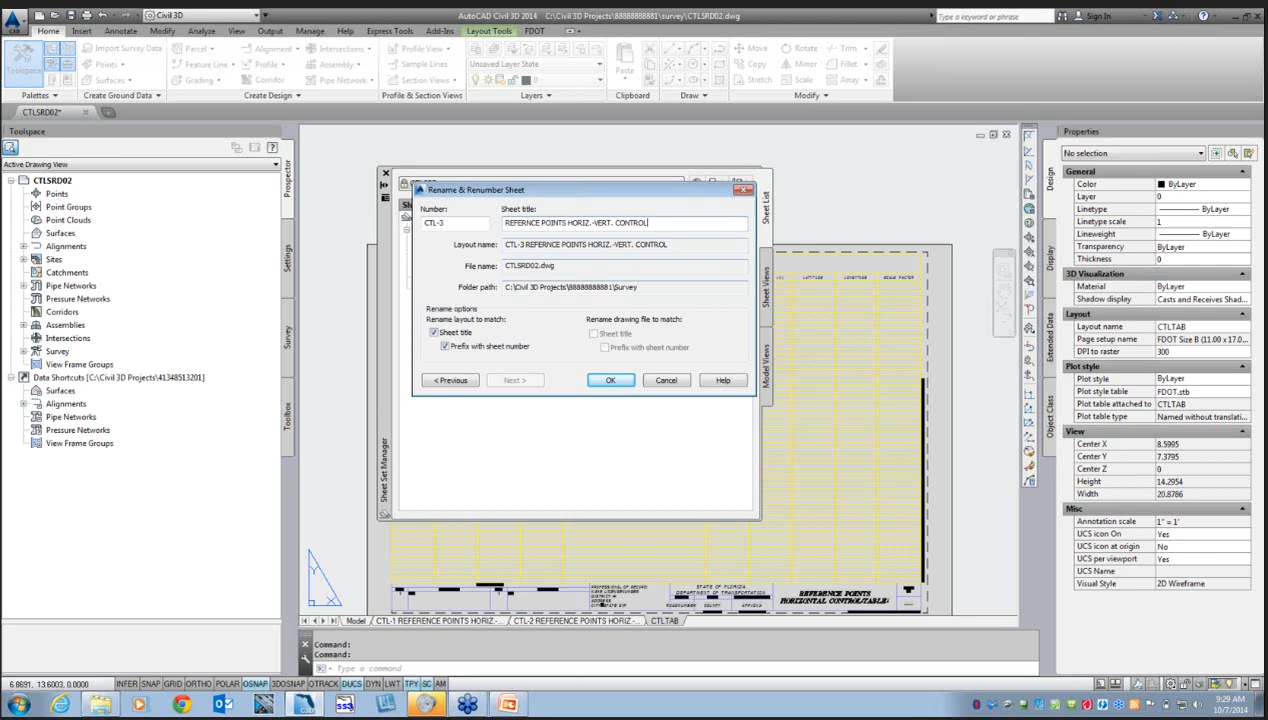 Civil 3D
AutoCAD Civil 3D 2014 C:\Civil 3D Projects\88888888881\survey\CTLSRD02.dwg
Type a keyword or phrase
Sign In
Home Insert Annotate Modify Analyze View Output Manage Help Express Tools Add-Ins Layout Tools FDOT
Toolspace
Import Survey Data
Points
Surfaces
Parcel
Feature Line
Grading
Alignment
Profile
Corridor
Intersections
Assembly
Pipe Network
Profile View
Sample Lines
Section Views
Unsaved Layer State
0
Paste
Move Rotate Trim
Copy Mirror Fillet
Stretch Scale Array
Palettes Create Ground Data Create Design Profile & Section Views Layers Clipboard Draw Modify
CTLSRD02*
Toolspace
Active Drawing View
CTLSRD02
Points
Point Groups
Point Clouds
Surfaces
Alignments
Sites
Catchments
Pipe Networks
Pressure Networks
Corridors
Assemblies
Intersections
Survey
View Frame Groups
Data Shortcuts [C:\Civil 3D Projects\41348513201]
Surfaces
Alignments
Pipe Networks
Pressure Networks
View Frame Groups
Prospector
Settings
Survey
Toolbox
Rename & Renumber Sheet
Number: Sheet title:
CTL-3 REFERNCE POINTS HORIZ.-VERT. CONTROL
Layout name: CTL-3 REFERNCE POINTS HORIZ.-VERT. CONTROL
File name: CTLSRD02.dwg
Folder path: C:\Civil 3D Projects\88888888881\Survey
Rename options
Rename layout to match: Rename drawing file to match:
Sheet title Sheet title
Prefix with sheet number Prefix with sheet number
< Previous Next > OK Cancel Help
Sheet List
Sheet Views
Model Views
Sheet Set Manager
LATITUDE LONGITUDE SCALE FACTOR
STATE OF FLORIDA
DEPARTMENT OF TRANSPORTATION
COUNTY
REFERENCE POINTS
HORIZONTAL CONTROL(TABLE)
Model CTL-1 REFERENCE POINTS HORIZ.-... CTL-2 REFERENCE POINTS HORIZ.-... CTLTAB
Command:
Command:
Type a command
Properties
No selection
General
Color ByLayer
Layer 0
Linetype ByLayer
Linetype scale 1
Lineweight ByLayer
Transparency ByLayer
Thickness 0
3D Visualization
Material ByLayer
Shadow display Casts and Receives Shad...
Layout
Layout name CTLTAB
Page setup name FDOT Size B (11.00 x 17.0...
DPI to raster 300
Plot style
Plot style ByLayer
Plot style table FDOT.stb
Plot table attached to CTLTAB
Plot table type Named without translati...
View
Center X 8.5995
Center Y 7.3795
Center Z 0
Height 14.2954
Width 20.8786
Misc
Annotation scale 1" = 1'
UCS icon On Yes
UCS icon at origin No
UCS per viewport Yes
UCS Name
Visual Style 2D Wireframe
Design
Display
Extended Data
Object Class
6.8691, 13.6003, 0.0000 INFER SNAP GRID ORTHO POLAR OSNAP 3DOSNAP OTRACK DUCS DYN LWT TPY SC AM
9:29 AM
10/7/2014